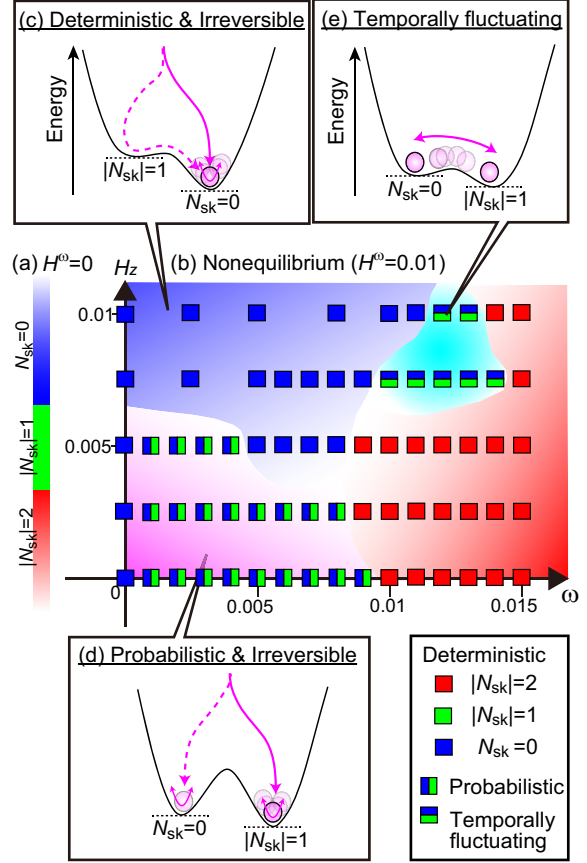 (c) Deterministic & Irreversible
Energy
|Nsk|=1
Nsk=0
(e) Temporally fluctuating
Energy
Nsk=0
|Nsk|=1
(a) Hω=0
Nsk=0
|Nsk|=1
|Nsk|=2
(b) Nonequilibrium (Hω=0.01)
Hz
0.01
0.005
0
0
0.005
0.01
0.015
ω
(d) Probabilistic & Irreversible
Nsk=0
|Nsk|=1
Deterministic
|Nsk|=2
|Nsk|=1
Nsk=0
Probabilistic
Temporally
fluctuating